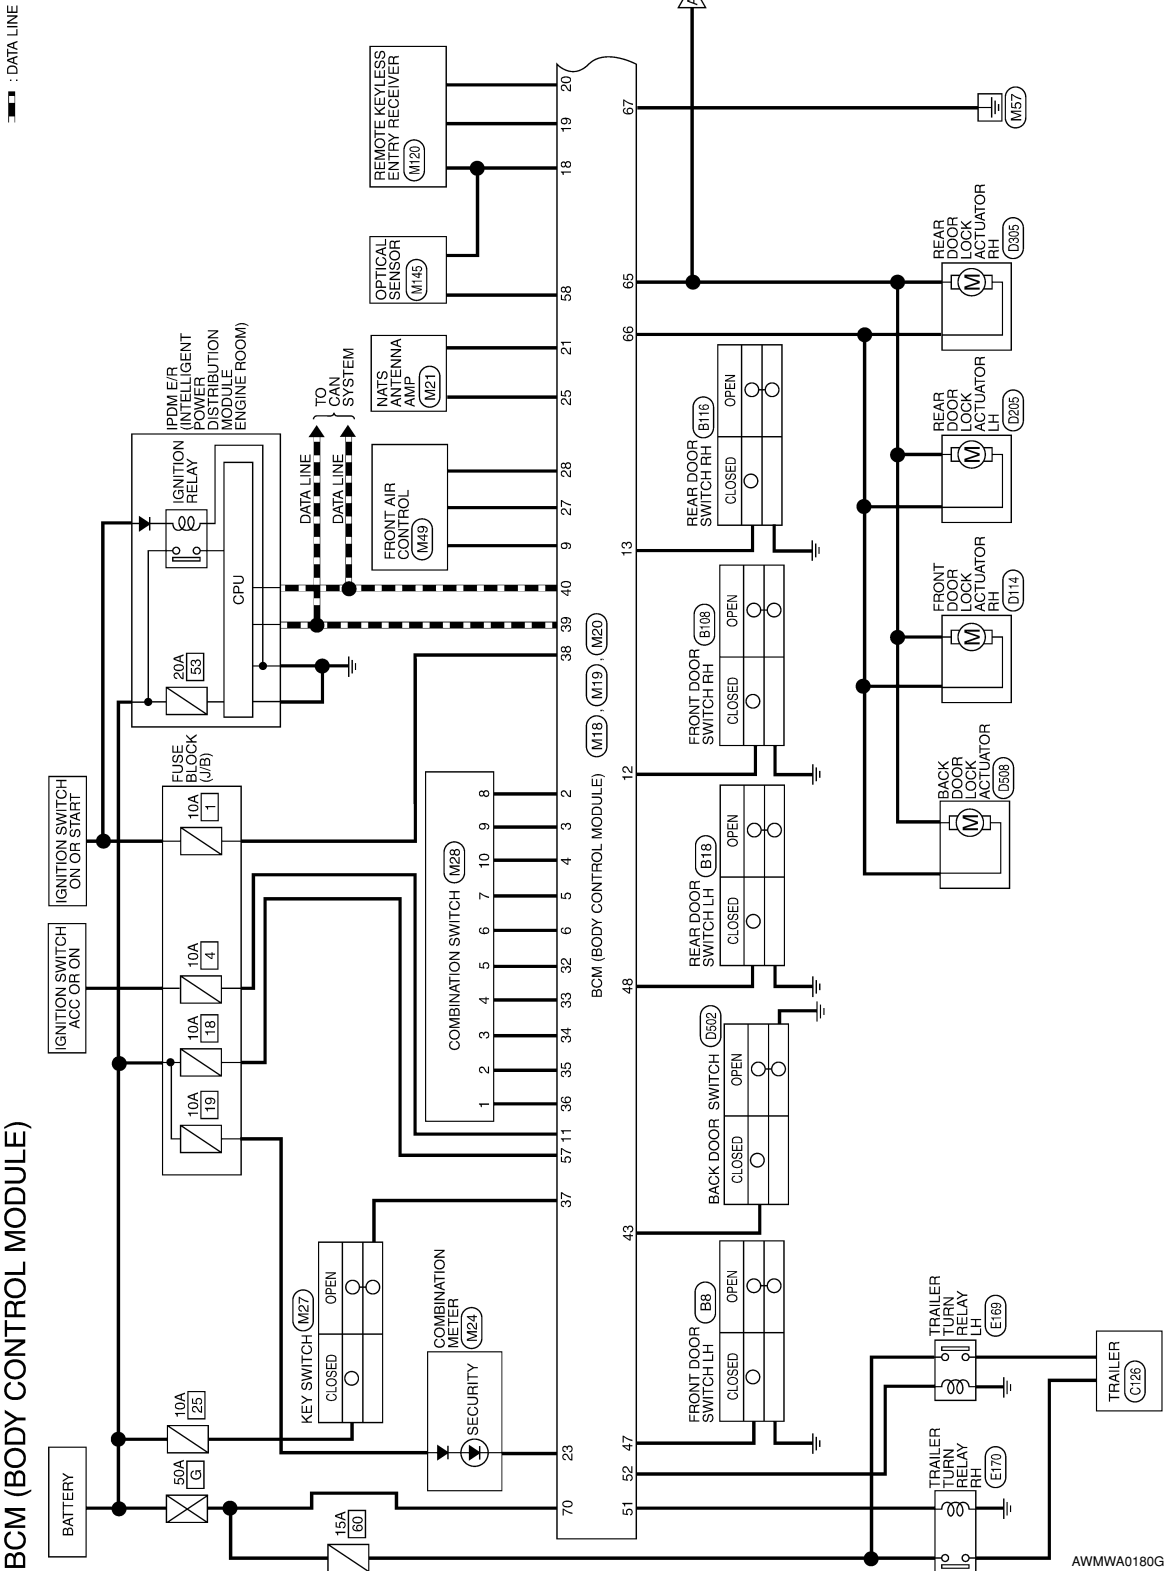 BCM (BODY CONTROL MODULE)
: DATA LINE
BATTERY
IGNITION SWITCH
ACC OR ON
IGNITION SWITCH
ON OR START
50A
G
10A
25
15A
60
10A
19
10A
18
10A
4
10A
1
FUSE
BLOCK
(J/B)
20A
53
IGNITION
RELAY
CPU
IPDM E/R
(INTELLIGENT
POWER
DISTRIBUTION
MODULE
ENGINE ROOM)
DATA LINE
DATA LINE
TO
CAN
SYSTEM
KEY SWITCH
M27
CLOSED
OPEN
COMBINATION
METER
M24
SECURITY
COMBINATION SWITCH
M28
1
2
3
4
5
6
7
10
9
8
FRONT AIR
CONTROL
M49
NATS
ANTENNA
AMP
M21
OPTICAL
SENSOR
M145
REMOTE KEYLESS
ENTRY RECEIVER
M120
70
23
37
57
11
36
35
34
33
32
6
5
4
3
2
38
39
40
9
27
28
25
21
58
18
19
20
BCM (BODY CONTROL MODULE)
M18
,
M19
,
M20
51
52
47
43
48
12
13
66
65
67
A
FRONT DOOR
SWITCH LH
B8
CLOSED
OPEN
BACK DOOR SWITCH
D502
CLOSED
OPEN
REAR DOOR
SWITCH LH
B18
CLOSED
OPEN
FRONT DOOR
SWITCH RH
B108
CLOSED
OPEN
REAR DOOR
SWITCH RH
B116
CLOSED
OPEN
TRAILER
TURN
RELAY
RH
E170
TRAILER
TURN
RELAY
LH
E169
TRAILER
C126
BACK
DOOR
LOCK
ACTUATOR
D508
M
FRONT
DOOR
LOCK
ACTUATOR
RH
D114
M
REAR
DOOR
LOCK
ACTUATOR
LH
D205
M
REAR
DOOR
LOCK
ACTUATOR
RH
D305
M
M57
AWMWA0180G